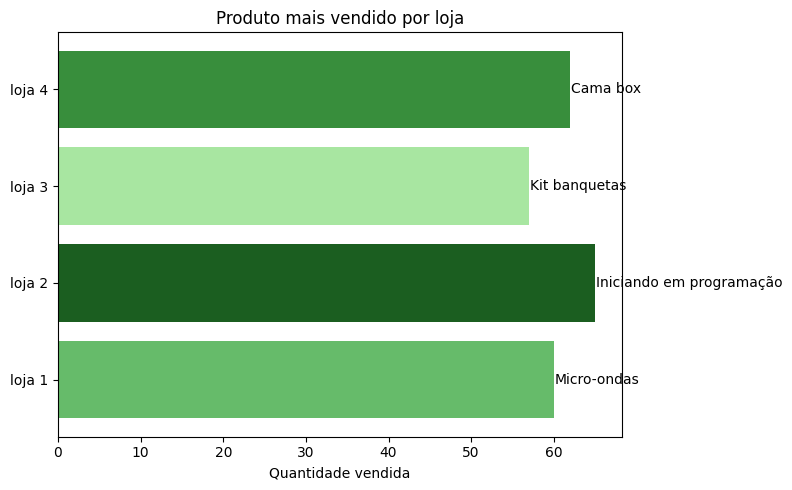 Produto mais vendido por loja
loja 4 Cama box
loja 3 Kit banquetas
loja 2 Iniciando em programação
loja 1 Micro-ondas
0 10 20 30 40 50 60
Quantidade vendida